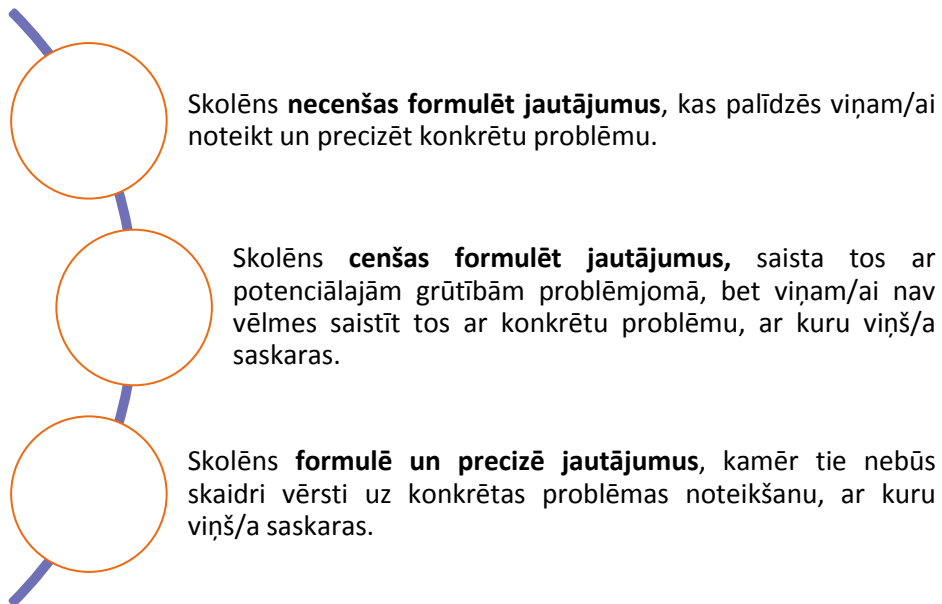 Skolēns necenšas formulēt jautājumus, kas palīdzēs viņam/ai
noteikt un precizēt konkrētu problēmu.
Skolēns cenšas formulēt jautājumus, saista tos ar
potenciālajām grūtībām problēmjomā, bet viņam/ai nav
vēlmes saistīt tos ar konkrētu problēmu, ar kuru viņš/a
saskaras.
Skolēns formulē un precizē jautājumus, kamēr tie nebūs
skaidri vērsti uz konkrētas problēmas noteikšanu, ar kuru
viņš/a saskaras.